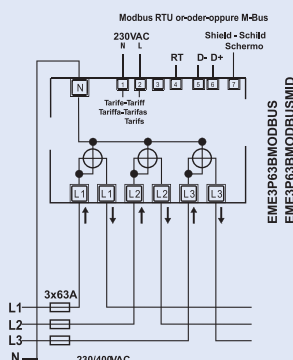 Modbus RTU or-oder-oppure M-Bus
230VAC
N L
RT D- D+
Shield - Schild
Schermo
N 1 2 3 4 5 6 7
Tarife-Tariff
Tariffa-Tarifas
Tarifs
L1 L1 L2 L2 L3 L3
3x63A
L1
L2
L3
N
230/400VAC
EME3P63BMODBUS
EME3P63BMODBUSMID